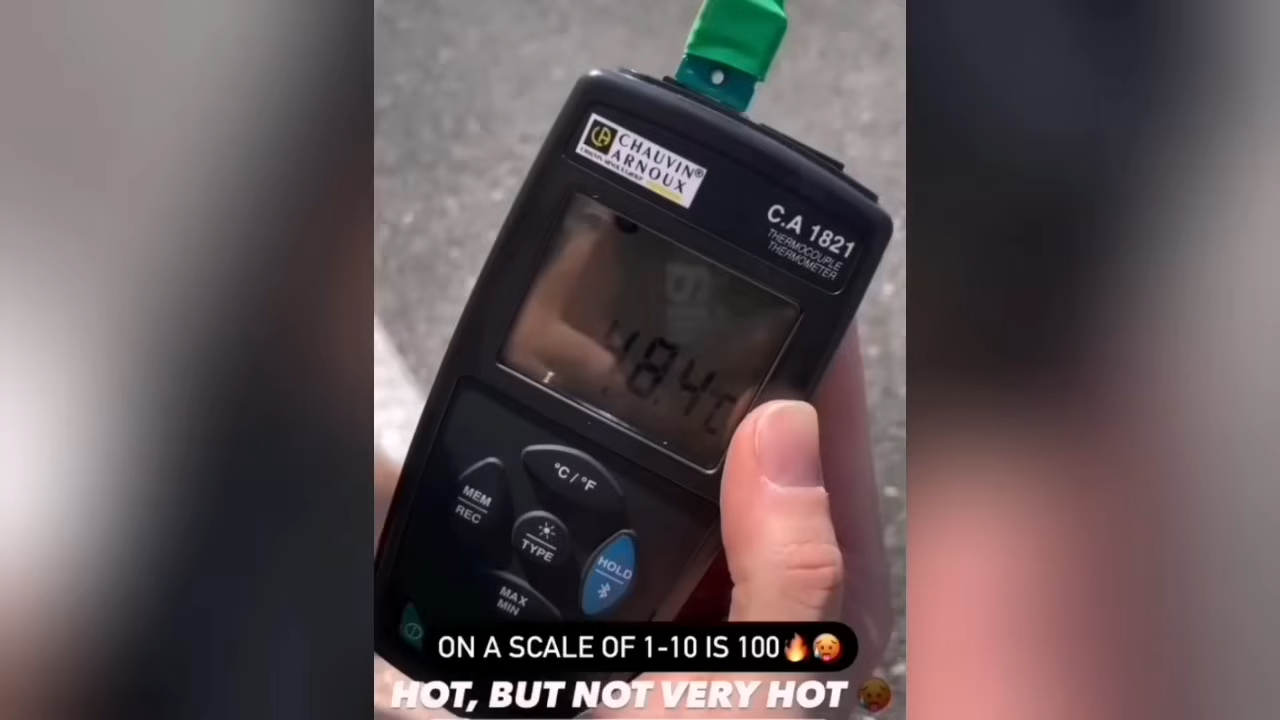 CHAUVIN®
ARNOUX
C.A 1821
THERMOCOUPLE
THERMOMETER
48.4°C
°C / °F
MEM
REC
TYPE
HOLD
MAX
MIN
ON A SCALE OF 1-10 IS 100🔥🥵
HOT, BUT NOT VERY HOT 🥵